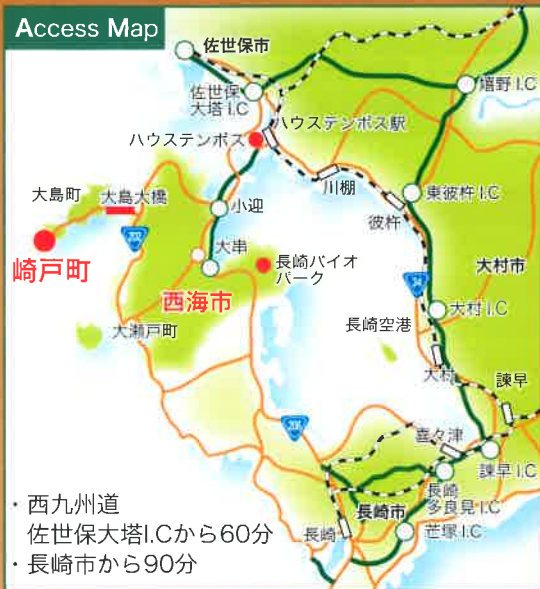 Access Map
佐世保市
佐世保
大塔I.C
嬉野I.C
ハウステンボス
ハウステンボス駅
川棚
大島町
大島大橋
小迎
東彼杵I.C
彼杵
202
崎戸町
大串
長崎バイオ
パーク
34
大村市
西海市
大瀬戸町
長崎空港
大村I.C
大村
諫早
206
喜々津
諫早I.C
長崎
多良見I.C
長崎市
長崎
芒塚I.C
・西九州道
佐世保大塔I.Cから60分
・長崎市から90分